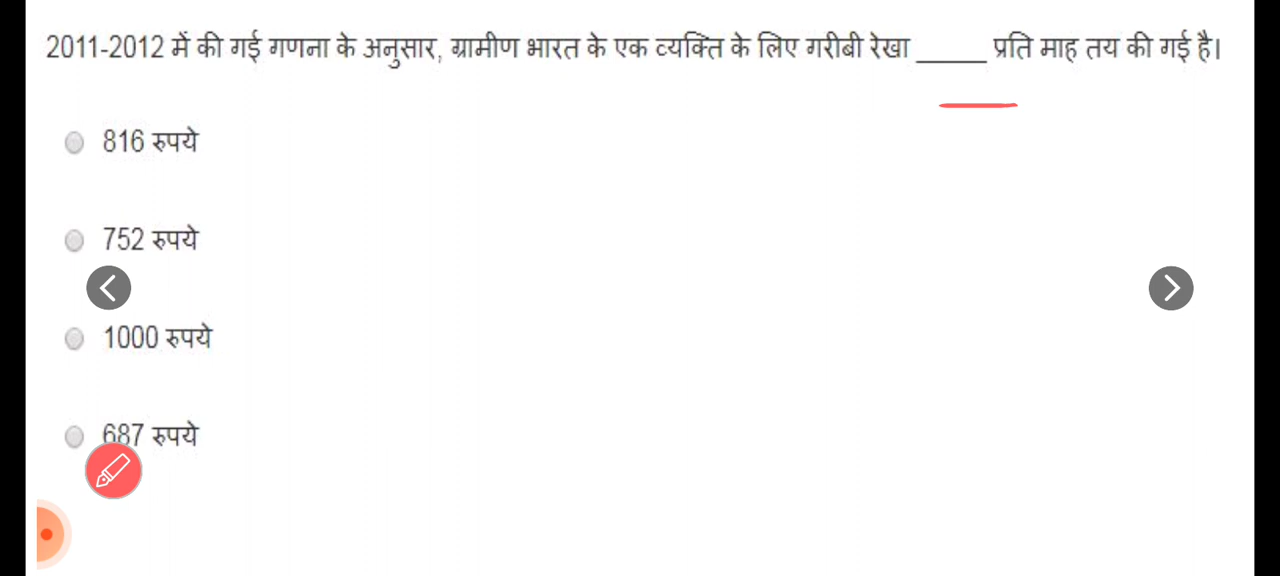 2011-2012 में की गई गणना के अनुसार, ग्रामीण भारत के एक व्यक्ति के लिए गरीबी रेखा ______ प्रति माह तय की गई है।
816 रुपये
752 रुपये
1000 रुपये
687 रुपये